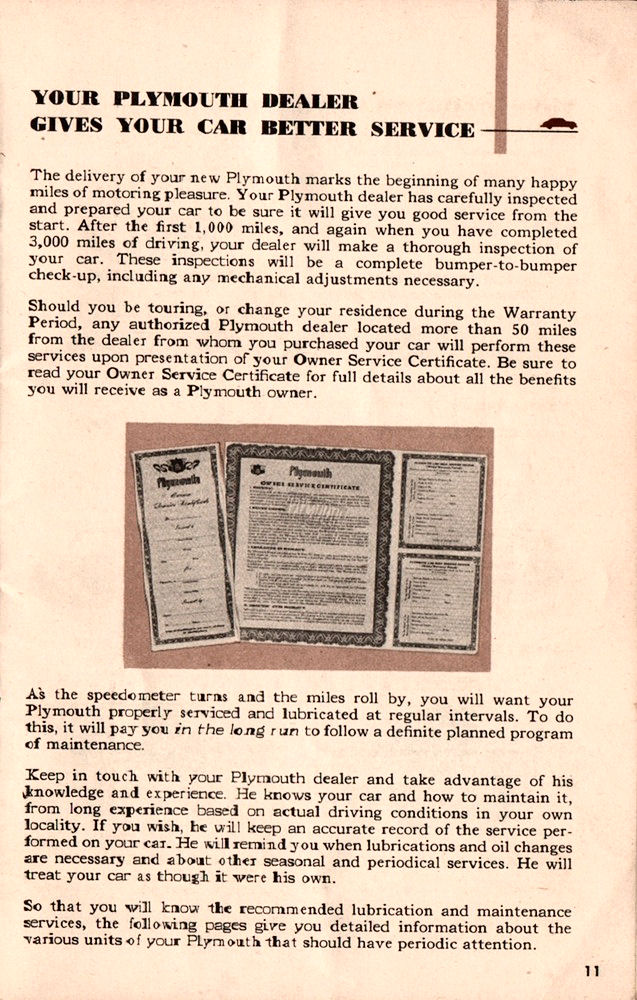 YOUR PLYMOUTH DEALER
GIVES YOUR CAR BETTER SERVICE
The delivery of your new Plymouth marks the beginning of many happy
miles of motoring pleasure. Your Plymouth dealer has carefully inspected
and prepared your car to be sure it will give you good service from the
start. After the first 1,000 miles, and again when you have completed
3,000 miles of driving, your dealer will make a thorough inspection of
your car. These inspections will be a complete bumper-to-bumper
check-up, including any mechanical adjustments necessary.
Should you be touring, or change your residence during the Warranty
Period, any authorized Plymouth dealer located more than 50 miles
from the dealer from whom you purchased your car will perform these
services upon presentation of your Owner Service Certificate. Be sure to
read your Owner Service Certificate for full details about all the benefits
you will receive as a Plymouth owner.
Plymouth
Owner
Service Certificate
Plymouth
OWNER SERVICE CERTIFICATE
As the speedometer turns and the miles roll by, you will want your
Plymouth properly serviced and lubricated at regular intervals. To do
this, it will pay you in the long run to follow a definite planned program
of maintenance.
Keep in touch with your Plymouth dealer and take advantage of his
knowledge and experience. He knows your car and how to maintain it,
from long experience based on actual driving conditions in your own
locality. If you wish, he will keep an accurate record of the service per-
formed on your car. He will remind you when lubrications and oil changes
are necessary and about other seasonal and periodical services. He will
treat your car as though it were his own.
So that you will know the recommended lubrication and maintenance
services, the following pages give you detailed information about the
various units of your Plymouth that should have periodic attention.
11